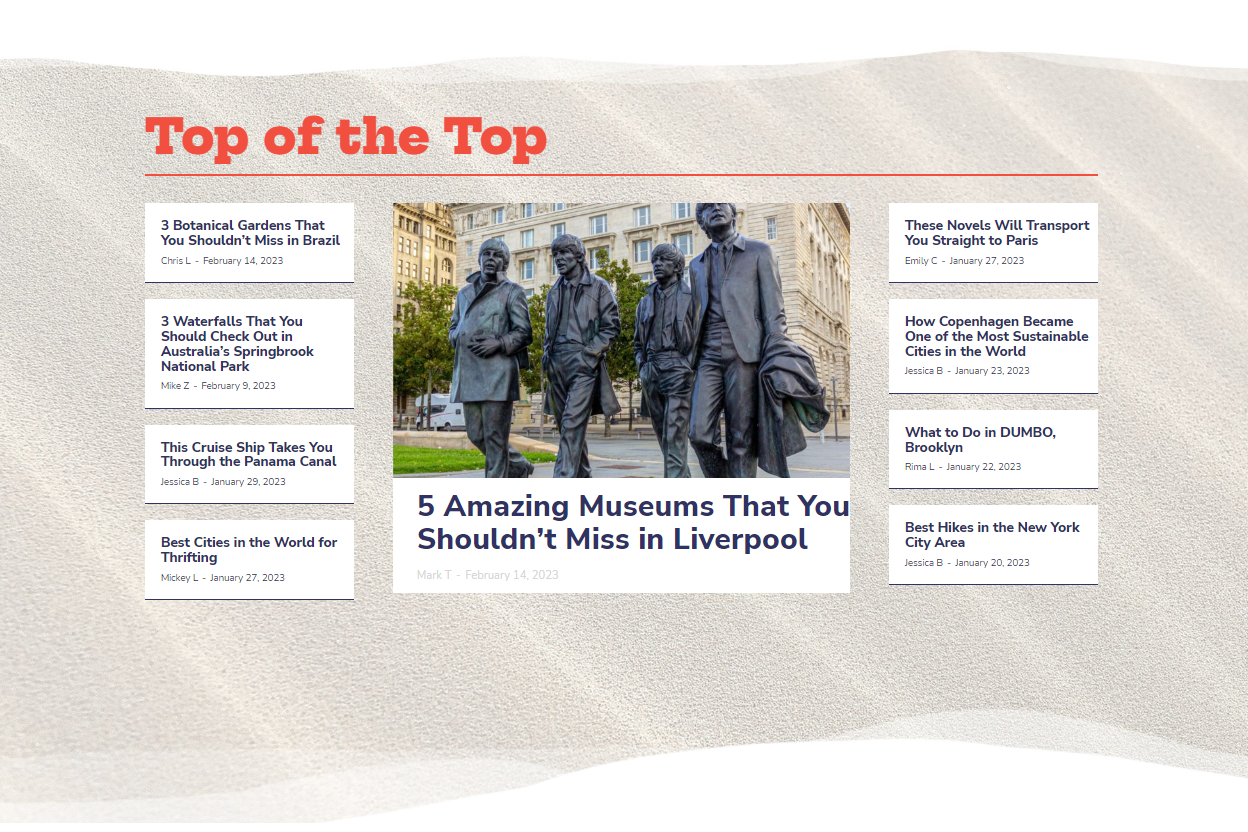 Top of the Top
3 Botanical Gardens That
You Shouldn’t Miss in Brazil
Chris L - February 14, 2023
3 Waterfalls That You
Should Check Out in
Australia’s Springbrook
National Park
Mike Z - February 9, 2023
This Cruise Ship Takes You
Through the Panama Canal
Jessica B - January 29, 2023
Best Cities in the World for
Thrifting
Mickey L - January 27, 2023
5 Amazing Museums That You
Shouldn’t Miss in Liverpool
Mark T - February 14, 2023
These Novels Will Transport
You Straight to Paris
Emily C - January 27, 2023
How Copenhagen Became
One of the Most Sustainable
Cities in the World
Jessica B - January 23, 2023
What to Do in DUMBO,
Brooklyn
Rima L - January 22, 2023
Best Hikes in the New York
City Area
Jessica B - January 20, 2023